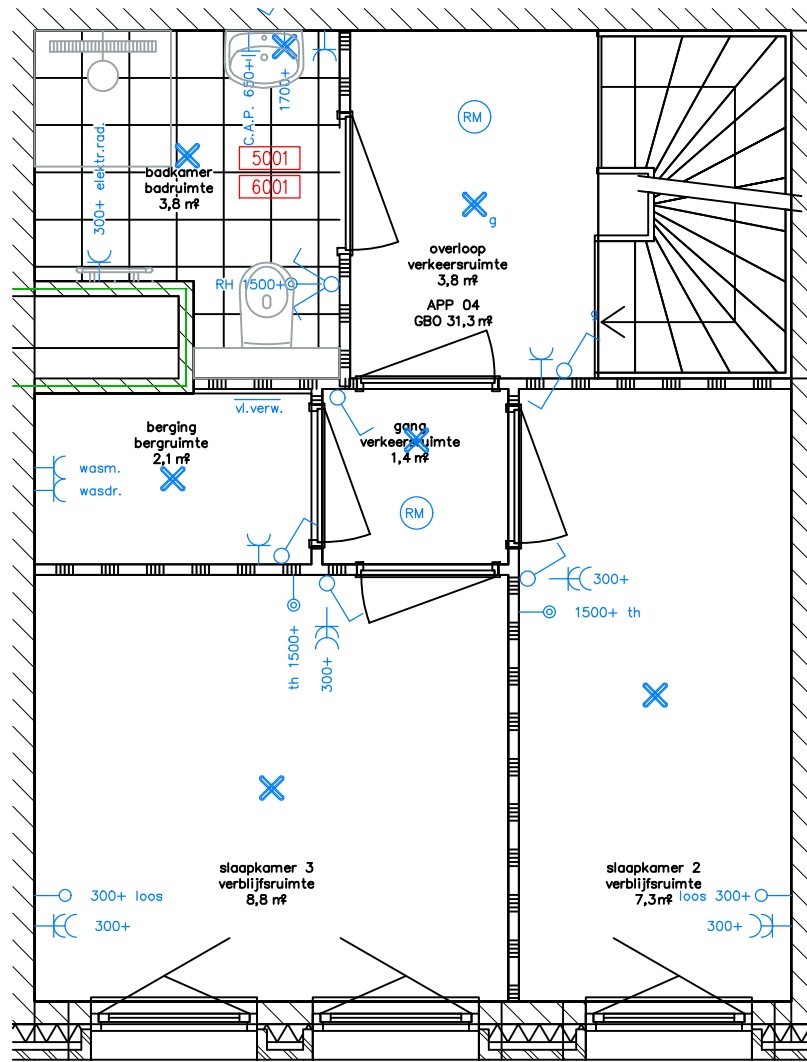 C.A.P. 650+
1700+
RM
5001
6001
300+ elektr.rad.
badkamer
badruimte
3,8 m²
g
overloop
verkeersruimte
3,8 m²
APP 04
GBO 31,3 m²
RH 1500+
g
vl.verw.
berging
bergruimte
2,1 m²
gang
verkeersruimte
1,4 m²
wasm.
wasdr.
RM
300+
1500+ th
th 1500+
300+
slaapkamer 3
verblijfsruimte
8,8 m²
slaapkamer 2
verblijfsruimte
7,3 m²
300+ loos
300+
loos 300+
300+